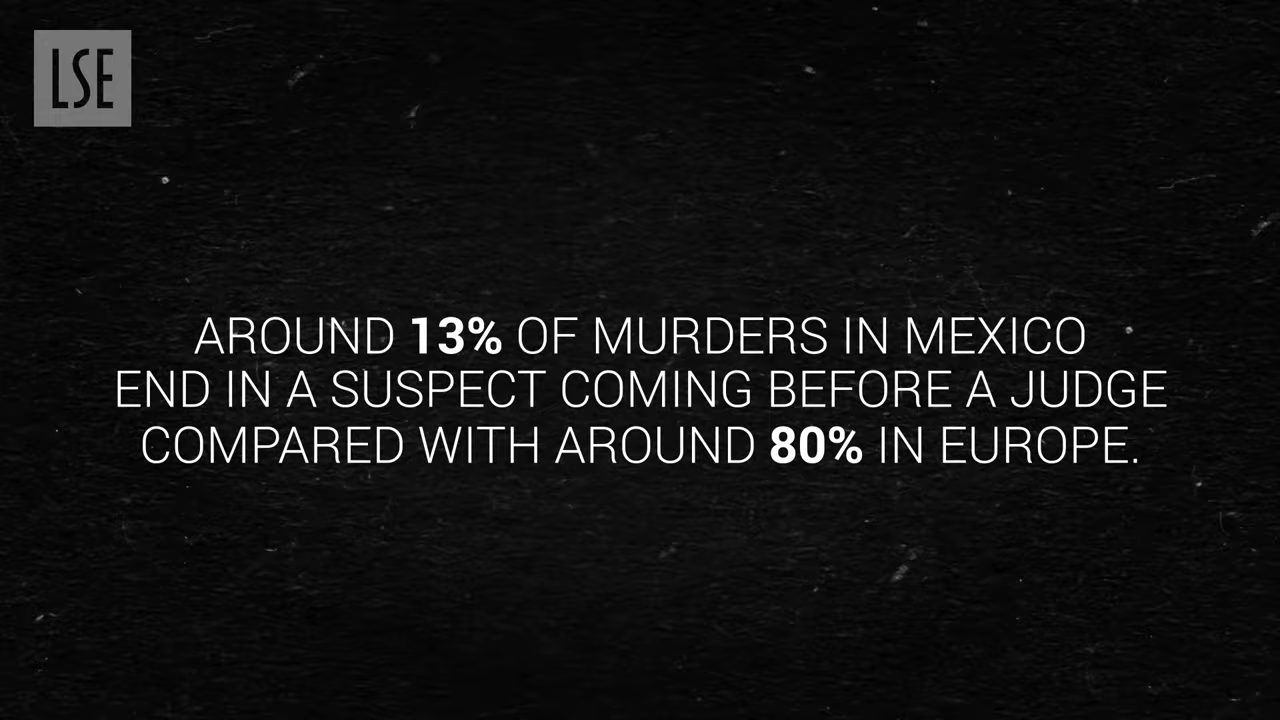 LSE
AROUND 13% OF MURDERS IN MEXICO
END IN A SUSPECT COMING BEFORE A JUDGE
COMPARED WITH AROUND 80% IN EUROPE.